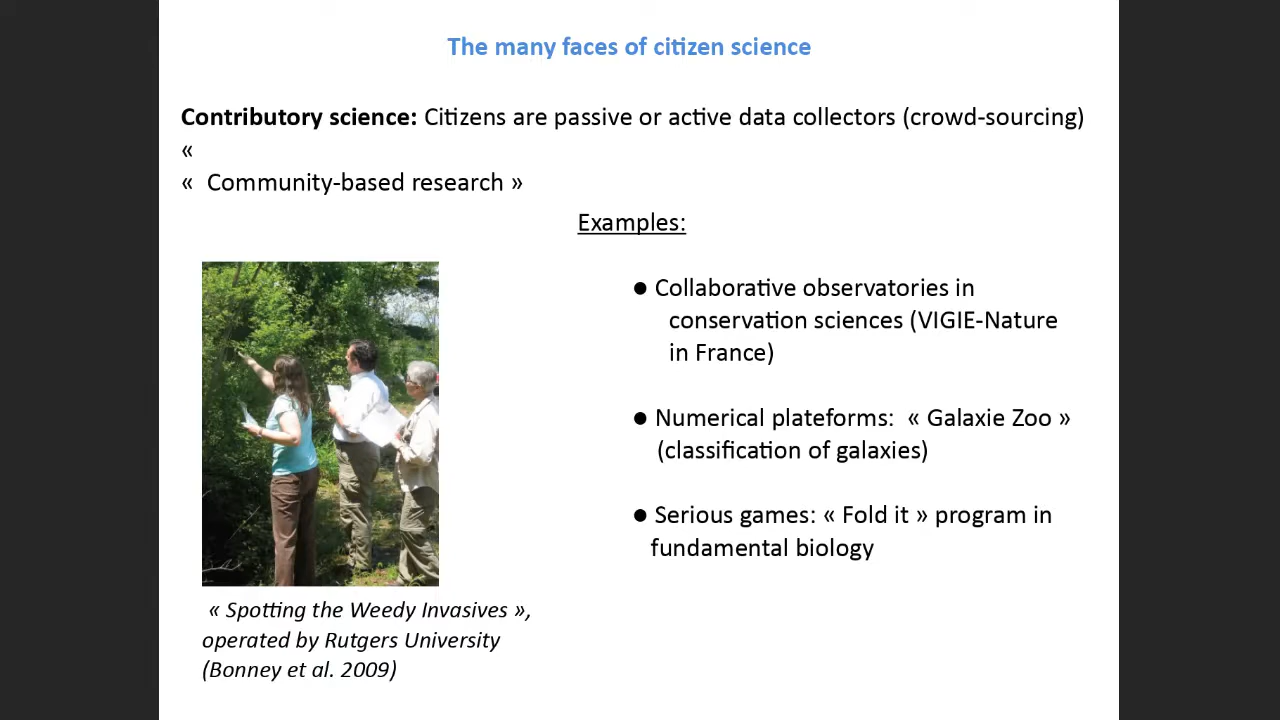 The many faces of citizen science
Contributory science: Citizens are passive or active data collectors (crowd-sourcing)
«
«  Community-based research »
Examples:
● Collaborative observatories in
conservation sciences (VIGIE-Nature
in France)
● Numerical plateforms:  « Galaxie Zoo »
(classification of galaxies)
● Serious games: « Fold it » program in
fundamental biology
« Spotting the Weedy Invasives »,
operated by Rutgers University
(Bonney et al. 2009)